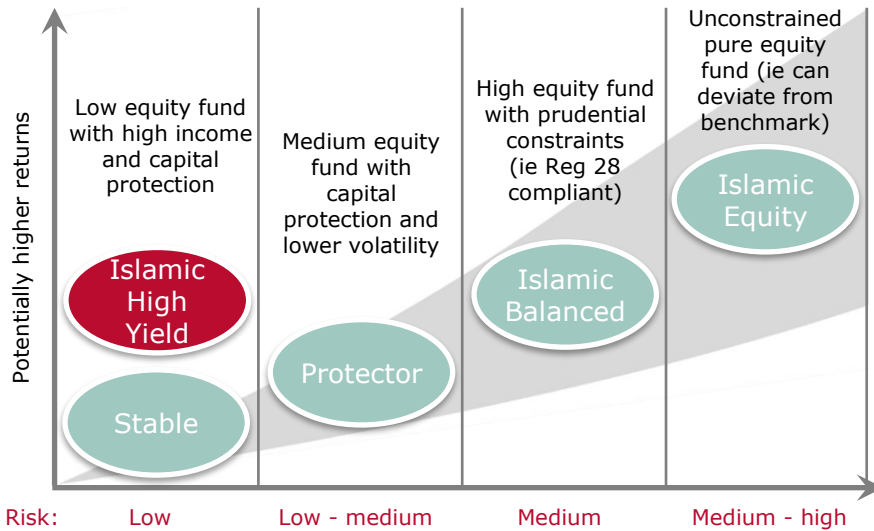 Potentially higher returns
Low equity fund
with high income
and capital
protection
Islamic
High
Yield
Stable
Medium equity
fund with
capital
protection and
lower volatility
Protector
High equity fund
with prudential
constraints
(ie Reg 28
compliant)
Islamic
Balanced
Unconstrained
pure equity
fund (ie can
deviate from
benchmark)
Islamic
Equity
Risk: Low Low - medium Medium Medium - high